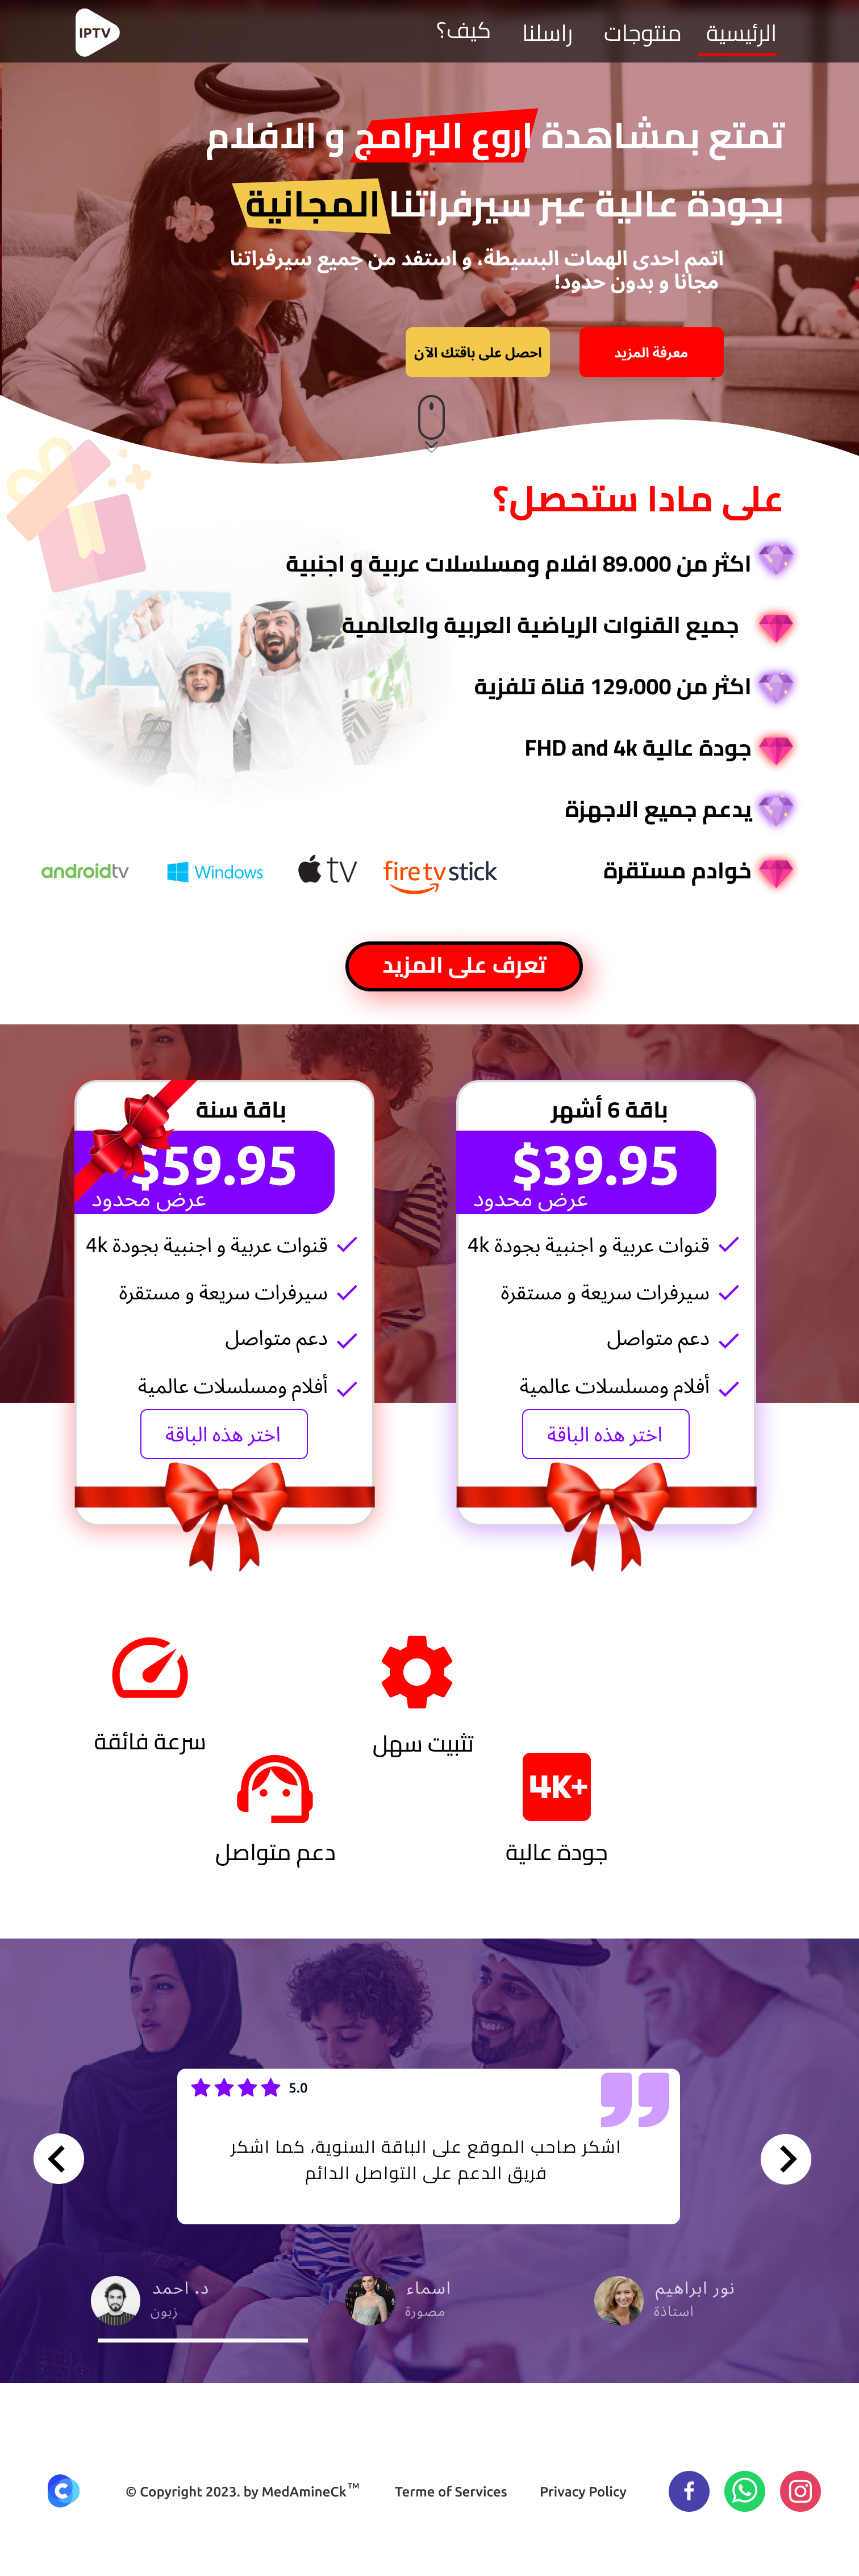 الرئيسية
منتوجات
راسلنا
كيف؟
IPTV
تمتع بمشاهدة اروع البرامج و الافلام
بجودة عالية عبر سيرفراتنا المجانية
اتمم احدى الهمات البسيطة، و استفد من جميع سيرفراتنا
مجانا و بدون حدود!
معرفة المزيد
احصل على باقتك الآن
على مادا ستحصل؟
اكثر من 89.000 افلام ومسلسلات عربية و اجنبية
جميع القنوات الرياضية العربية والعالمية
اكثر من 129،000 قناة تلفزية
جودة عالية FHD and 4k
يدعم جميع الاجهزة
خوادم مستقرة
fire tv stick
tv
Windows
androidtv
تعرف على المزيد
باقة 6 أشهر
$39.95
عرض محدود
قنوات عربية و اجنبية بجودة 4k
سيرفرات سريعة و مستقرة
دعم متواصل
أفلام ومسلسلات عالمية
اختر هذه الباقة
باقة سنة
$59.95
عرض محدود
قنوات عربية و اجنبية بجودة 4k
سيرفرات سريعة و مستقرة
دعم متواصل
أفلام ومسلسلات عالمية
اختر هذه الباقة
تثبيت سهل
سرعة فائقة
4K+
جودة عالية
دعم متواصل
5.0
اشكر صاحب الموقع على الباقة السنوية، كما اشكر
فريق الدعم على التواصل الدائم
نور ابراهيم
استاذة
اسماء
مصورة
د. احمد
زبون
© Copyright 2023. by MedAmineCk™
Terme of Services
Privacy Policy